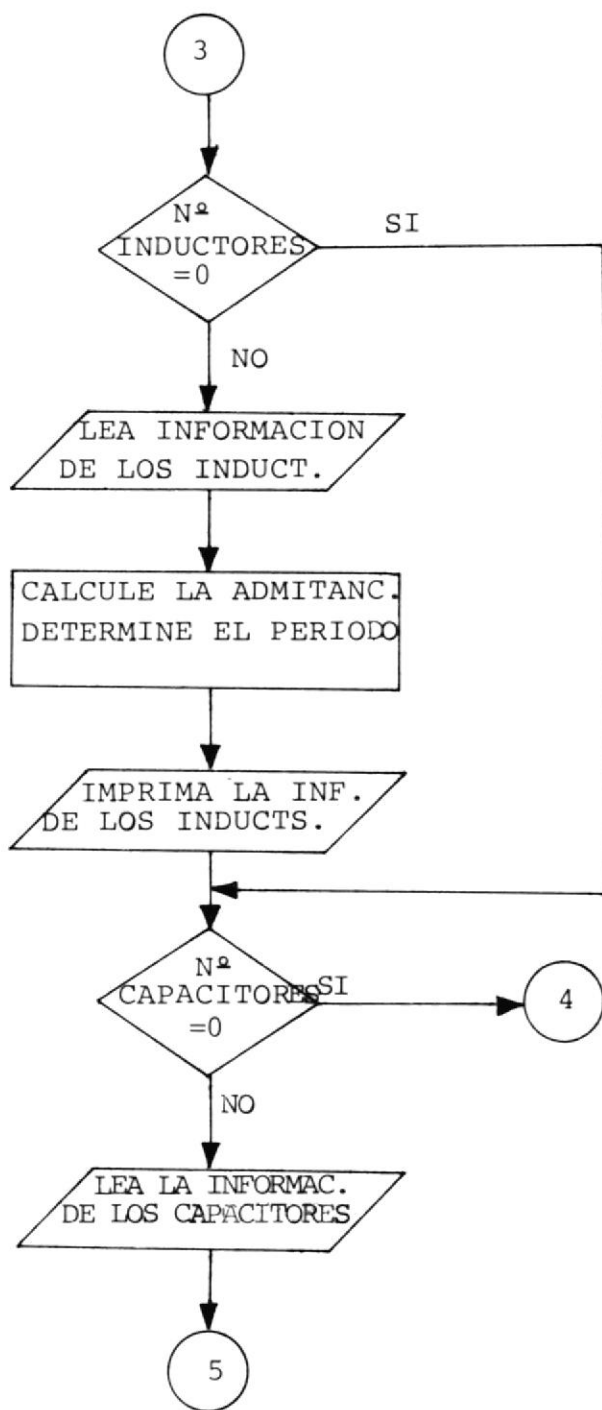 3
Nº
INDUCTORES
=0
SI
NO
LEA INFORMACION
DE LOS INDUCT.
CALCULE LA ADMITANC.
DETERMINE EL PERIODO
IMPRIMA LA INF.
DE LOS INDUCTS.
Nº
CAPACITORES
=0
SI
4
NO
LEA LA INFORMAC.
DE LOS CAPACITORES
5